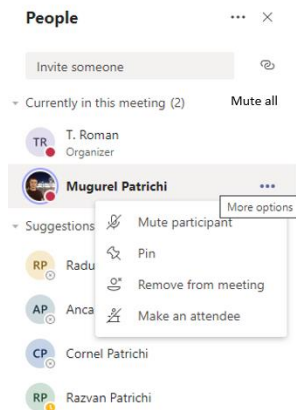 People
Invite someone
Currently in this meeting (2) Mute all
TR T. Roman
Organizer
Mugurel Patrichi
More options
Suggestions
Mute participant
Pin
Remove from meeting
Make an attendee
RP Radu
AP Anca
CP Cornel Patrichi
RP Razvan Patrichi